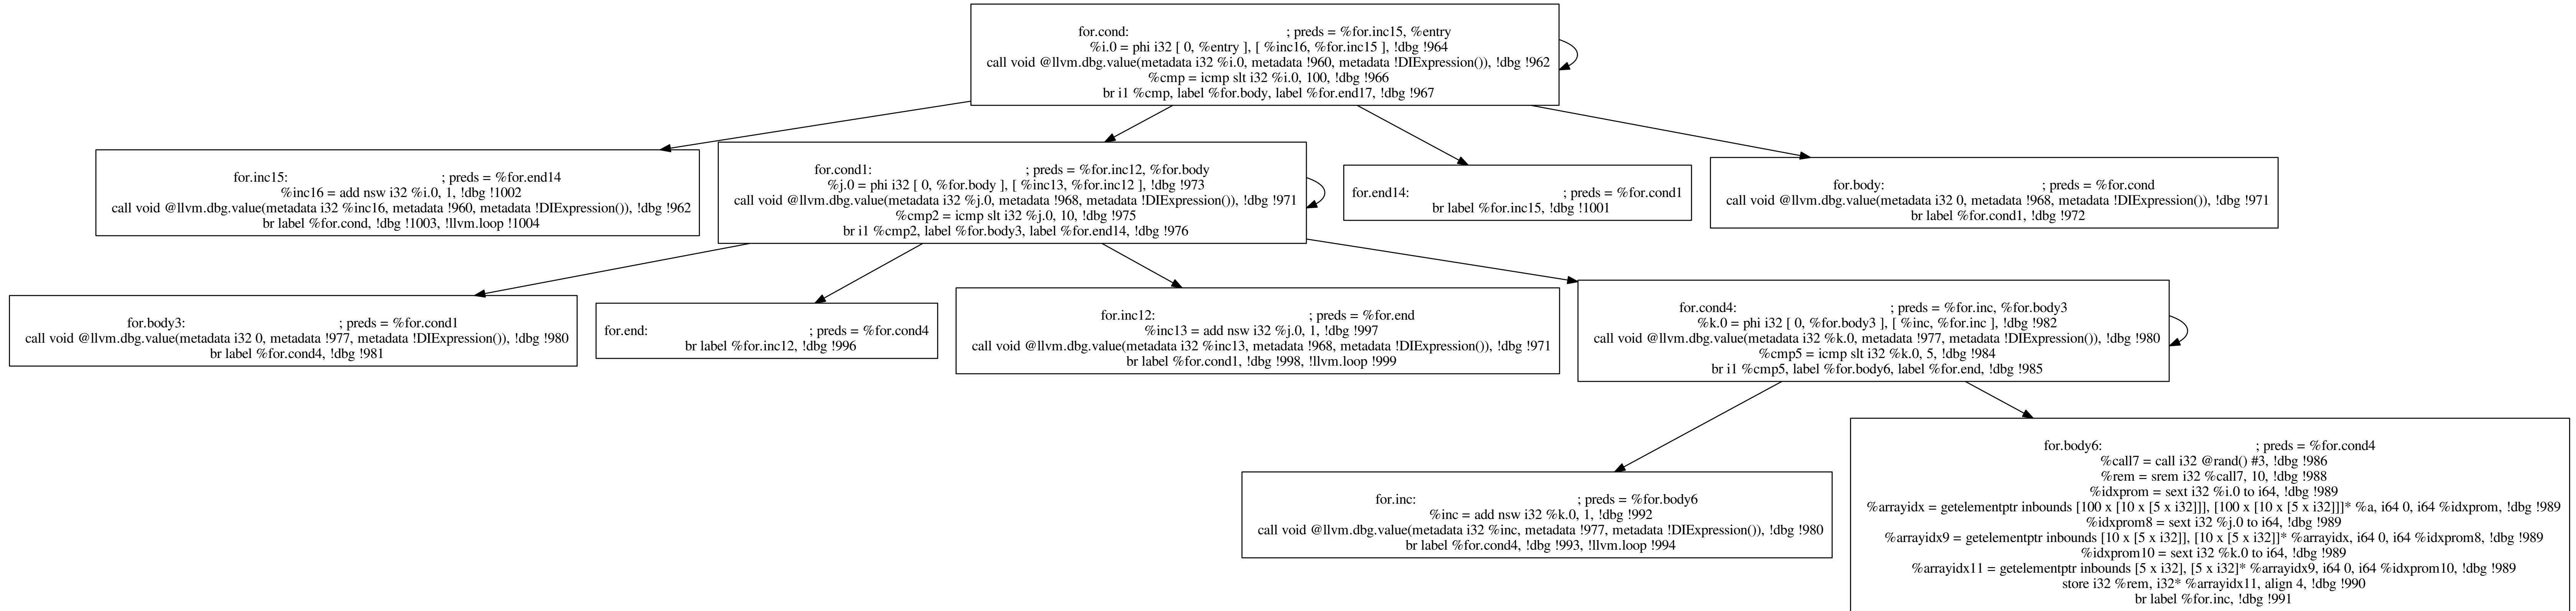 for.cond: ; preds = %for.inc15, %entry
%i.0 = phi i32 [ 0, %entry ], [ %inc16, %for.inc15 ], !dbg !964
call void @llvm.dbg.value(metadata i32 %i.0, metadata !960, metadata !DIExpression()), !dbg !962
%cmp = icmp slt i32 %i.0, 100, !dbg !966
br i1 %cmp, label %for.body, label %for.end17, !dbg !967
for.inc15: ; preds = %for.end14
%inc16 = add nsw i32 %i.0, 1, !dbg !1002
call void @llvm.dbg.value(metadata i32 %inc16, metadata !960, metadata !DIExpression()), !dbg !962
br label %for.cond, !dbg !1003, !llvm.loop !1004
for.cond1: ; preds = %for.inc12, %for.body
%j.0 = phi i32 [ 0, %for.body ], [ %inc13, %for.inc12 ], !dbg !973
call void @llvm.dbg.value(metadata i32 %j.0, metadata !968, metadata !DIExpression()), !dbg !971
%cmp2 = icmp slt i32 %j.0, 10, !dbg !975
br i1 %cmp2, label %for.body3, label %for.end14, !dbg !976
for.end14: ; preds = %for.cond1
br label %for.inc15, !dbg !1001
for.body: ; preds = %for.cond
call void @llvm.dbg.value(metadata i32 0, metadata !968, metadata !DIExpression()), !dbg !971
br label %for.cond1, !dbg !972
for.body3: ; preds = %for.cond1
call void @llvm.dbg.value(metadata i32 0, metadata !977, metadata !DIExpression()), !dbg !980
br label %for.cond4, !dbg !981
for.end: ; preds = %for.cond4
br label %for.inc12, !dbg !996
for.inc12: ; preds = %for.end
%inc13 = add nsw i32 %j.0, 1, !dbg !997
call void @llvm.dbg.value(metadata i32 %inc13, metadata !968, metadata !DIExpression()), !dbg !971
br label %for.cond1, !dbg !998, !llvm.loop !999
for.cond4: ; preds = %for.inc, %for.body3
%k.0 = phi i32 [ 0, %for.body3 ], [ %inc, %for.inc ], !dbg !982
call void @llvm.dbg.value(metadata i32 %k.0, metadata !977, metadata !DIExpression()), !dbg !980
%cmp5 = icmp slt i32 %k.0, 5, !dbg !984
br i1 %cmp5, label %for.body6, label %for.end, !dbg !985
for.inc: ; preds = %for.body6
%inc = add nsw i32 %k.0, 1, !dbg !992
call void @llvm.dbg.value(metadata i32 %inc, metadata !977, metadata !DIExpression()), !dbg !980
br label %for.cond4, !dbg !993, !llvm.loop !994
for.body6: ; preds = %for.cond4
%call7 = call i32 @rand() #3, !dbg !986
%rem = srem i32 %call7, 10, !dbg !988
%idxprom = sext i32 %i.0 to i64, !dbg !989
%arrayidx = getelementptr inbounds [100 x [10 x [5 x i32]]], [100 x [10 x [5 x i32]]]* %a, i64 0, i64 %idxprom, !dbg !989
%idxprom8 = sext i32 %j.0 to i64, !dbg !989
%arrayidx9 = getelementptr inbounds [10 x [5 x i32]], [10 x [5 x i32]]* %arrayidx, i64 0, i64 %idxprom8, !dbg !989
%idxprom10 = sext i32 %k.0 to i64, !dbg !989
%arrayidx11 = getelementptr inbounds [5 x i32], [5 x i32]* %arrayidx9, i64 0, i64 %idxprom10, !dbg !989
store i32 %rem, i32* %arrayidx11, align 4, !dbg !990
br label %for.inc, !dbg !991